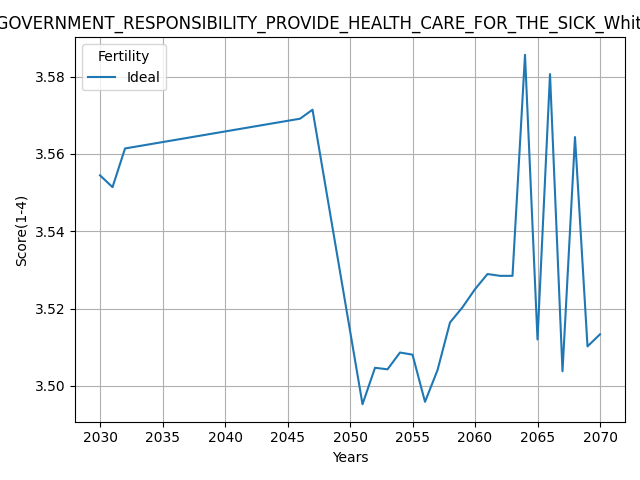 GOVERNMENT_RESPONSIBILITY_PROVIDE_HEALTH_CARE_FOR_THE_SICK_Whit
Fertility
Ideal
3.58
3.56
3.54
3.52
3.50
Score(1-4)
2030 2035 2040 2045 2050 2055 2060 2065 2070
Years